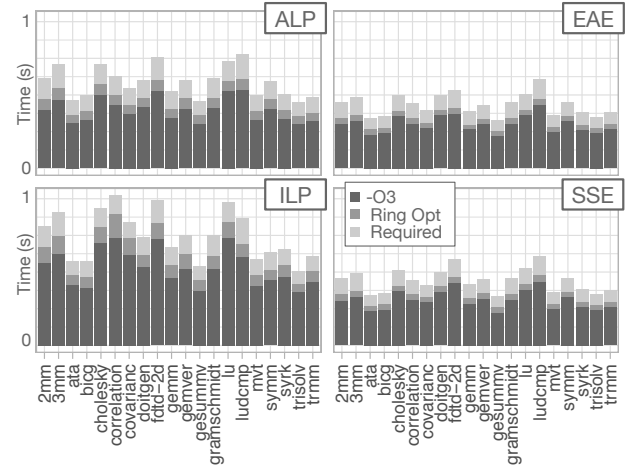 1
ALP
EAE
Time (s)
0
1
ILP
SSE
-O3
Ring Opt
Required
Time (s)
0
2mm
3mm
ata
bicg
cholesky
correlation
covarianc
doitgen
fdtd-2d
gemm
gemver
gesummv
gramschmidt
lu
ludcmp
mvt
symm
syrk
trisolv
trmm
2mm
3mm
ata
bicg
cholesky
correlation
covarianc
doitgen
fdtd-2d
gemm
gemver
gesummv
gramschmidt
lu
ludcmp
mvt
symm
syrk
trisolv
trmm